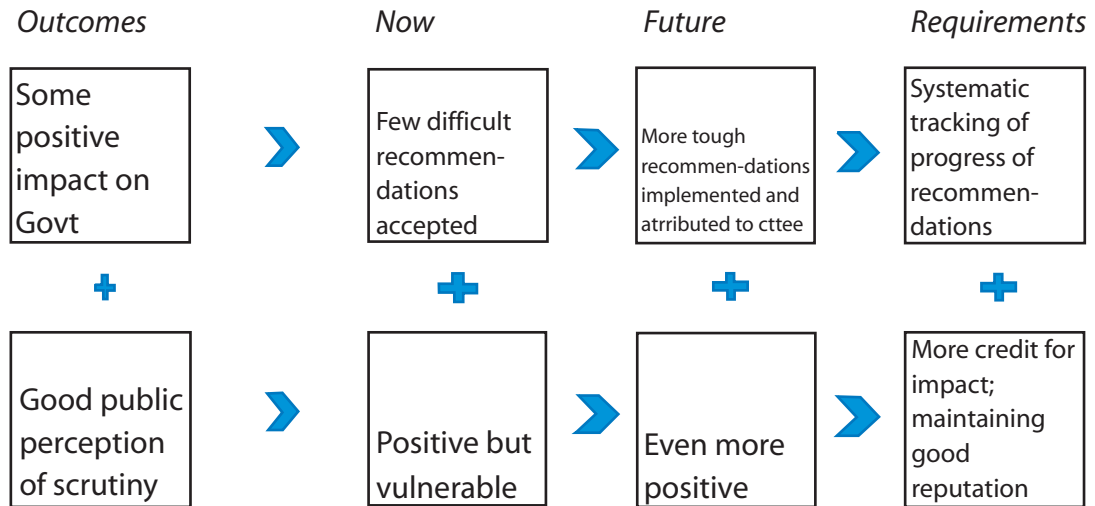 Outcomes
Now
Future
Requirements
Some
positive
impact on
Govt
Few difficult
recommen-
dations
accepted
More tough
recommen-dations
implemented and
atrributed to cttee
Systematic
tracking of
progress of
recommen-
dations
Good public
perception
of scrutiny
Positive but
vulnerable
Even more
positive
More credit for
impact;
maintaining
good
reputation